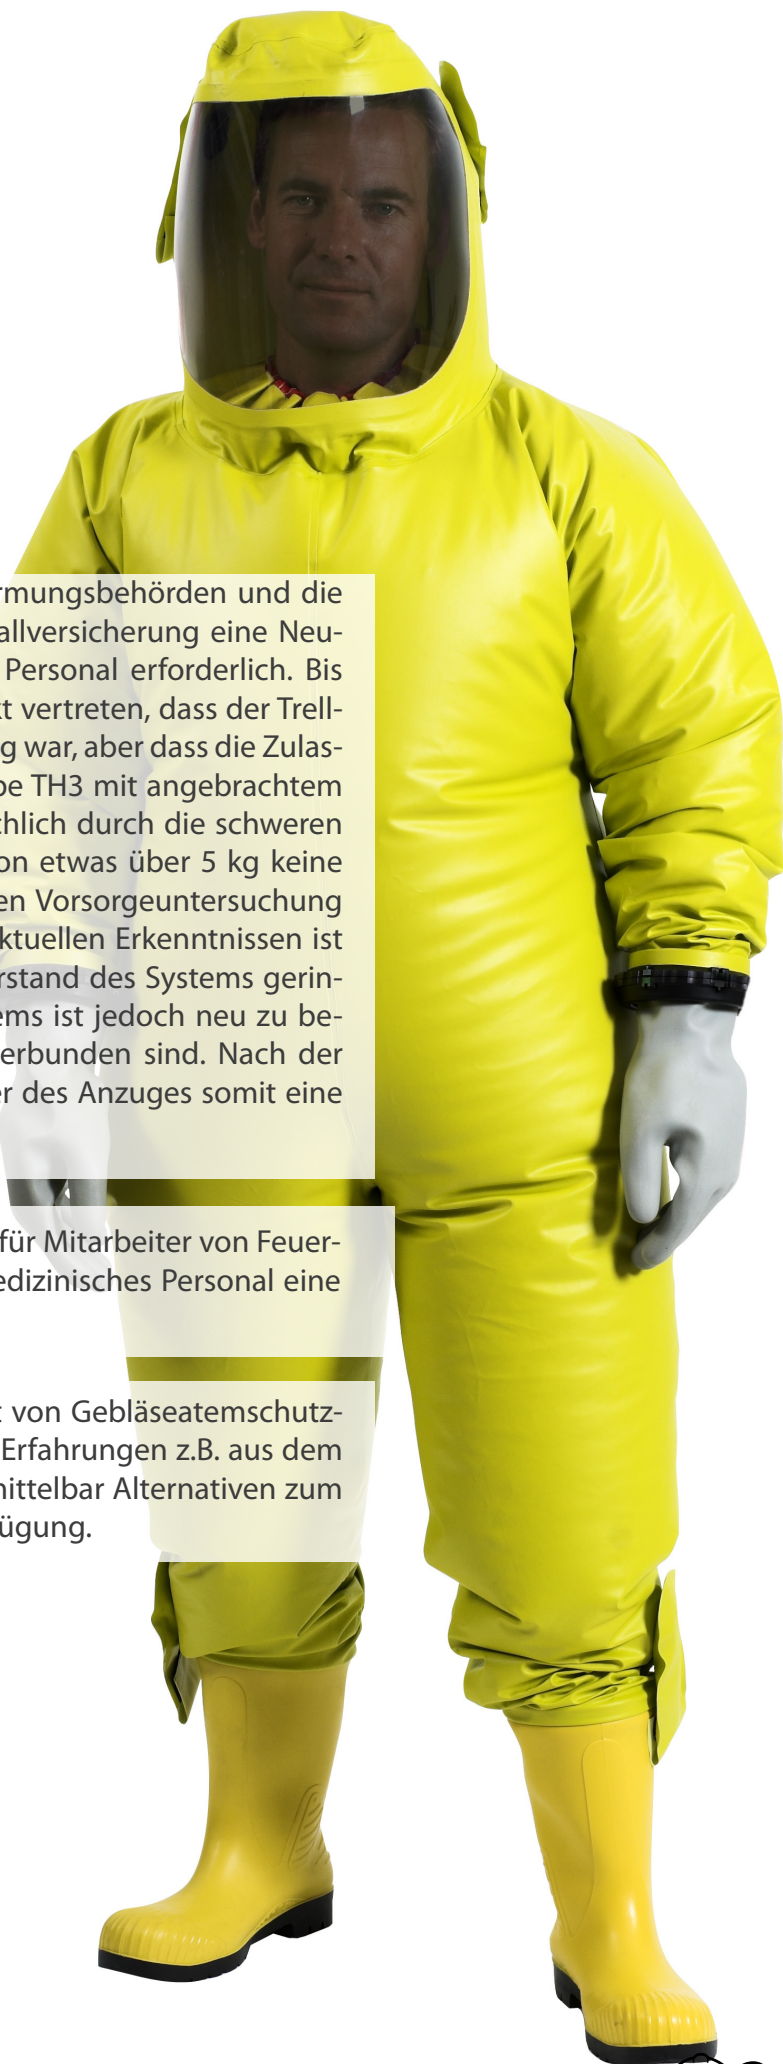 rmungsbehörden und die
allversicherung eine Neu-
Personal erforderlich. Bis
kt vertreten, dass der Trell-
g war, aber dass die Zulas-
pe TH3 mit angebrachtem
chlich durch die schweren
on etwas über 5 kg keine
en Vorsorgeuntersuchung
ktuellen Erkenntnissen ist
rstand des Systems gerin-
ems ist jedoch neu zu be-
erbunden sind. Nach der
er des Anzuges somit eine
für Mitarbeiter von Feuer-
edizinisches Personal eine
t von Gebläseatemschutz-
Erfahrungen z.B. aus dem
mittelbar Alternativen zum
ügung.